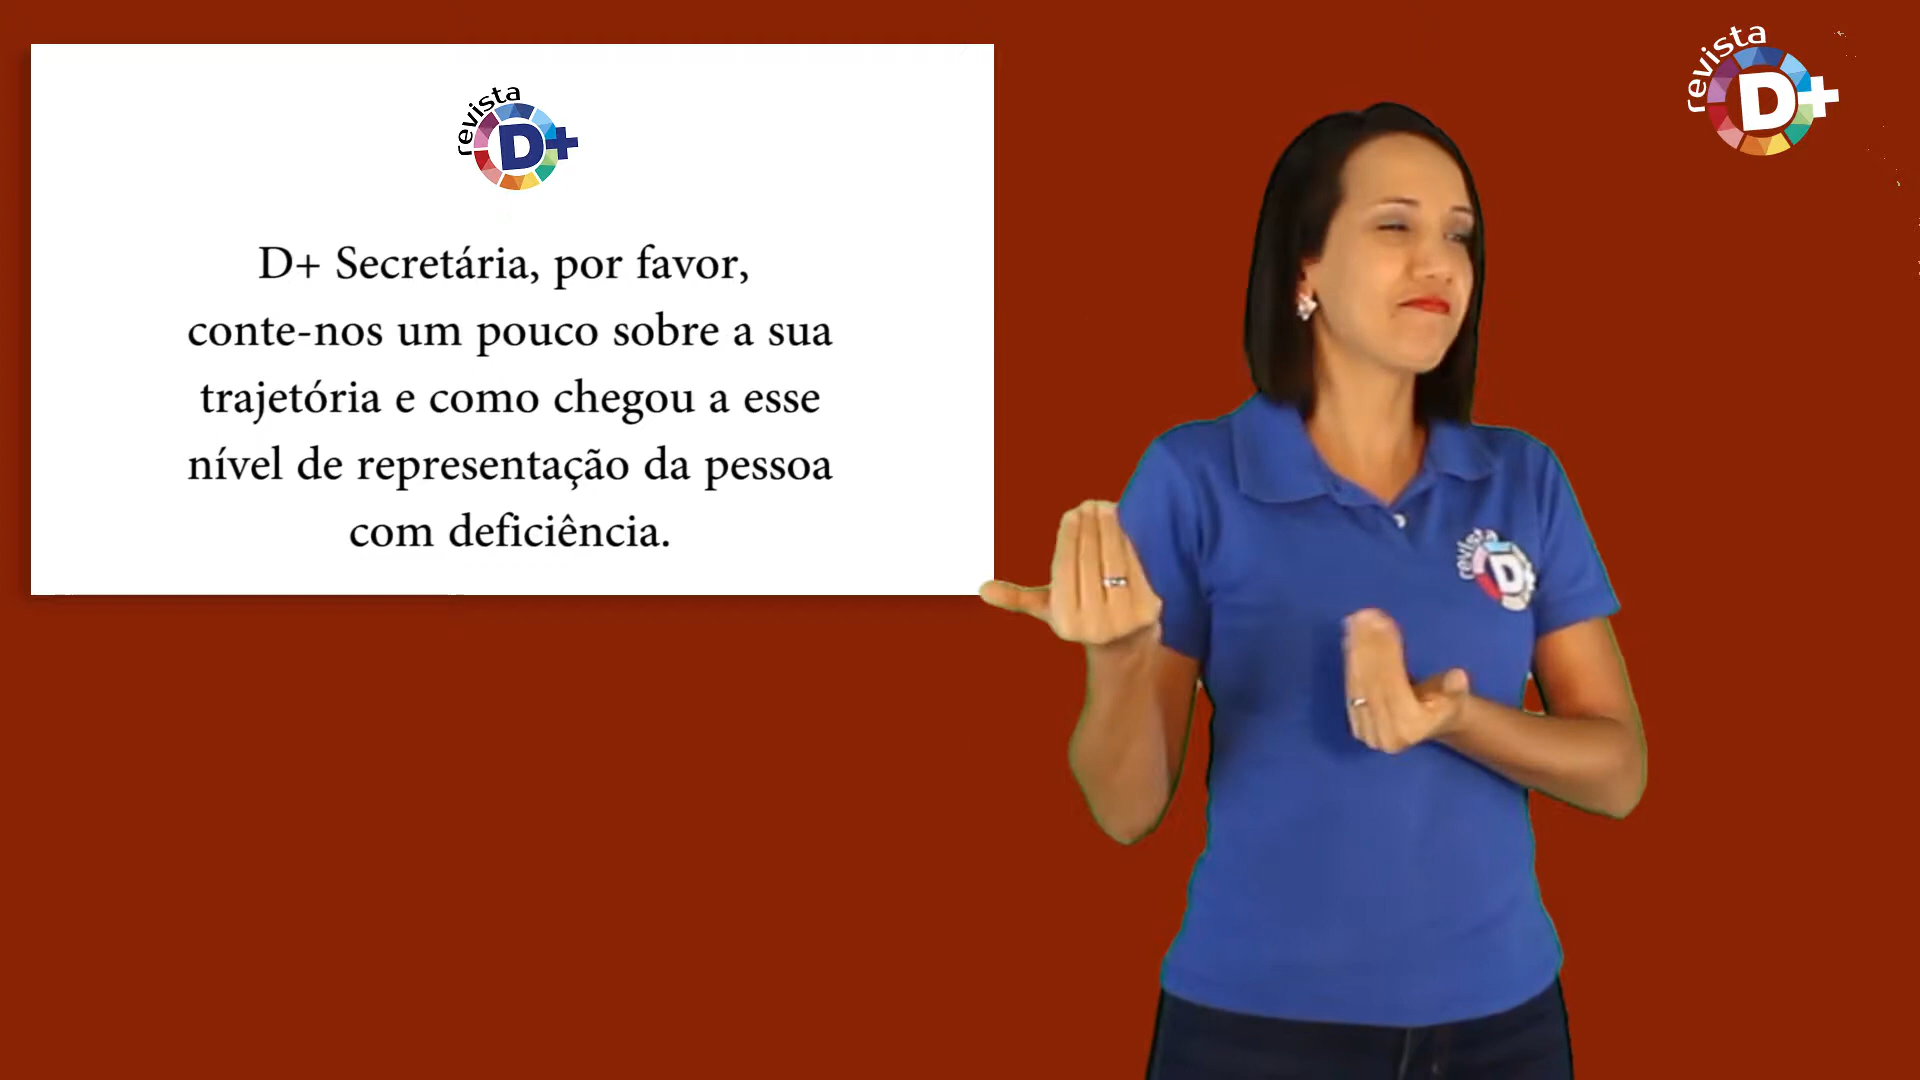 revista
D+
D+ Secretária, por favor,
conte-nos um pouco sobre a sua
trajetória e como chegou a esse
nível de representação da pessoa
com deficiência.
revista
D+
revista
D+